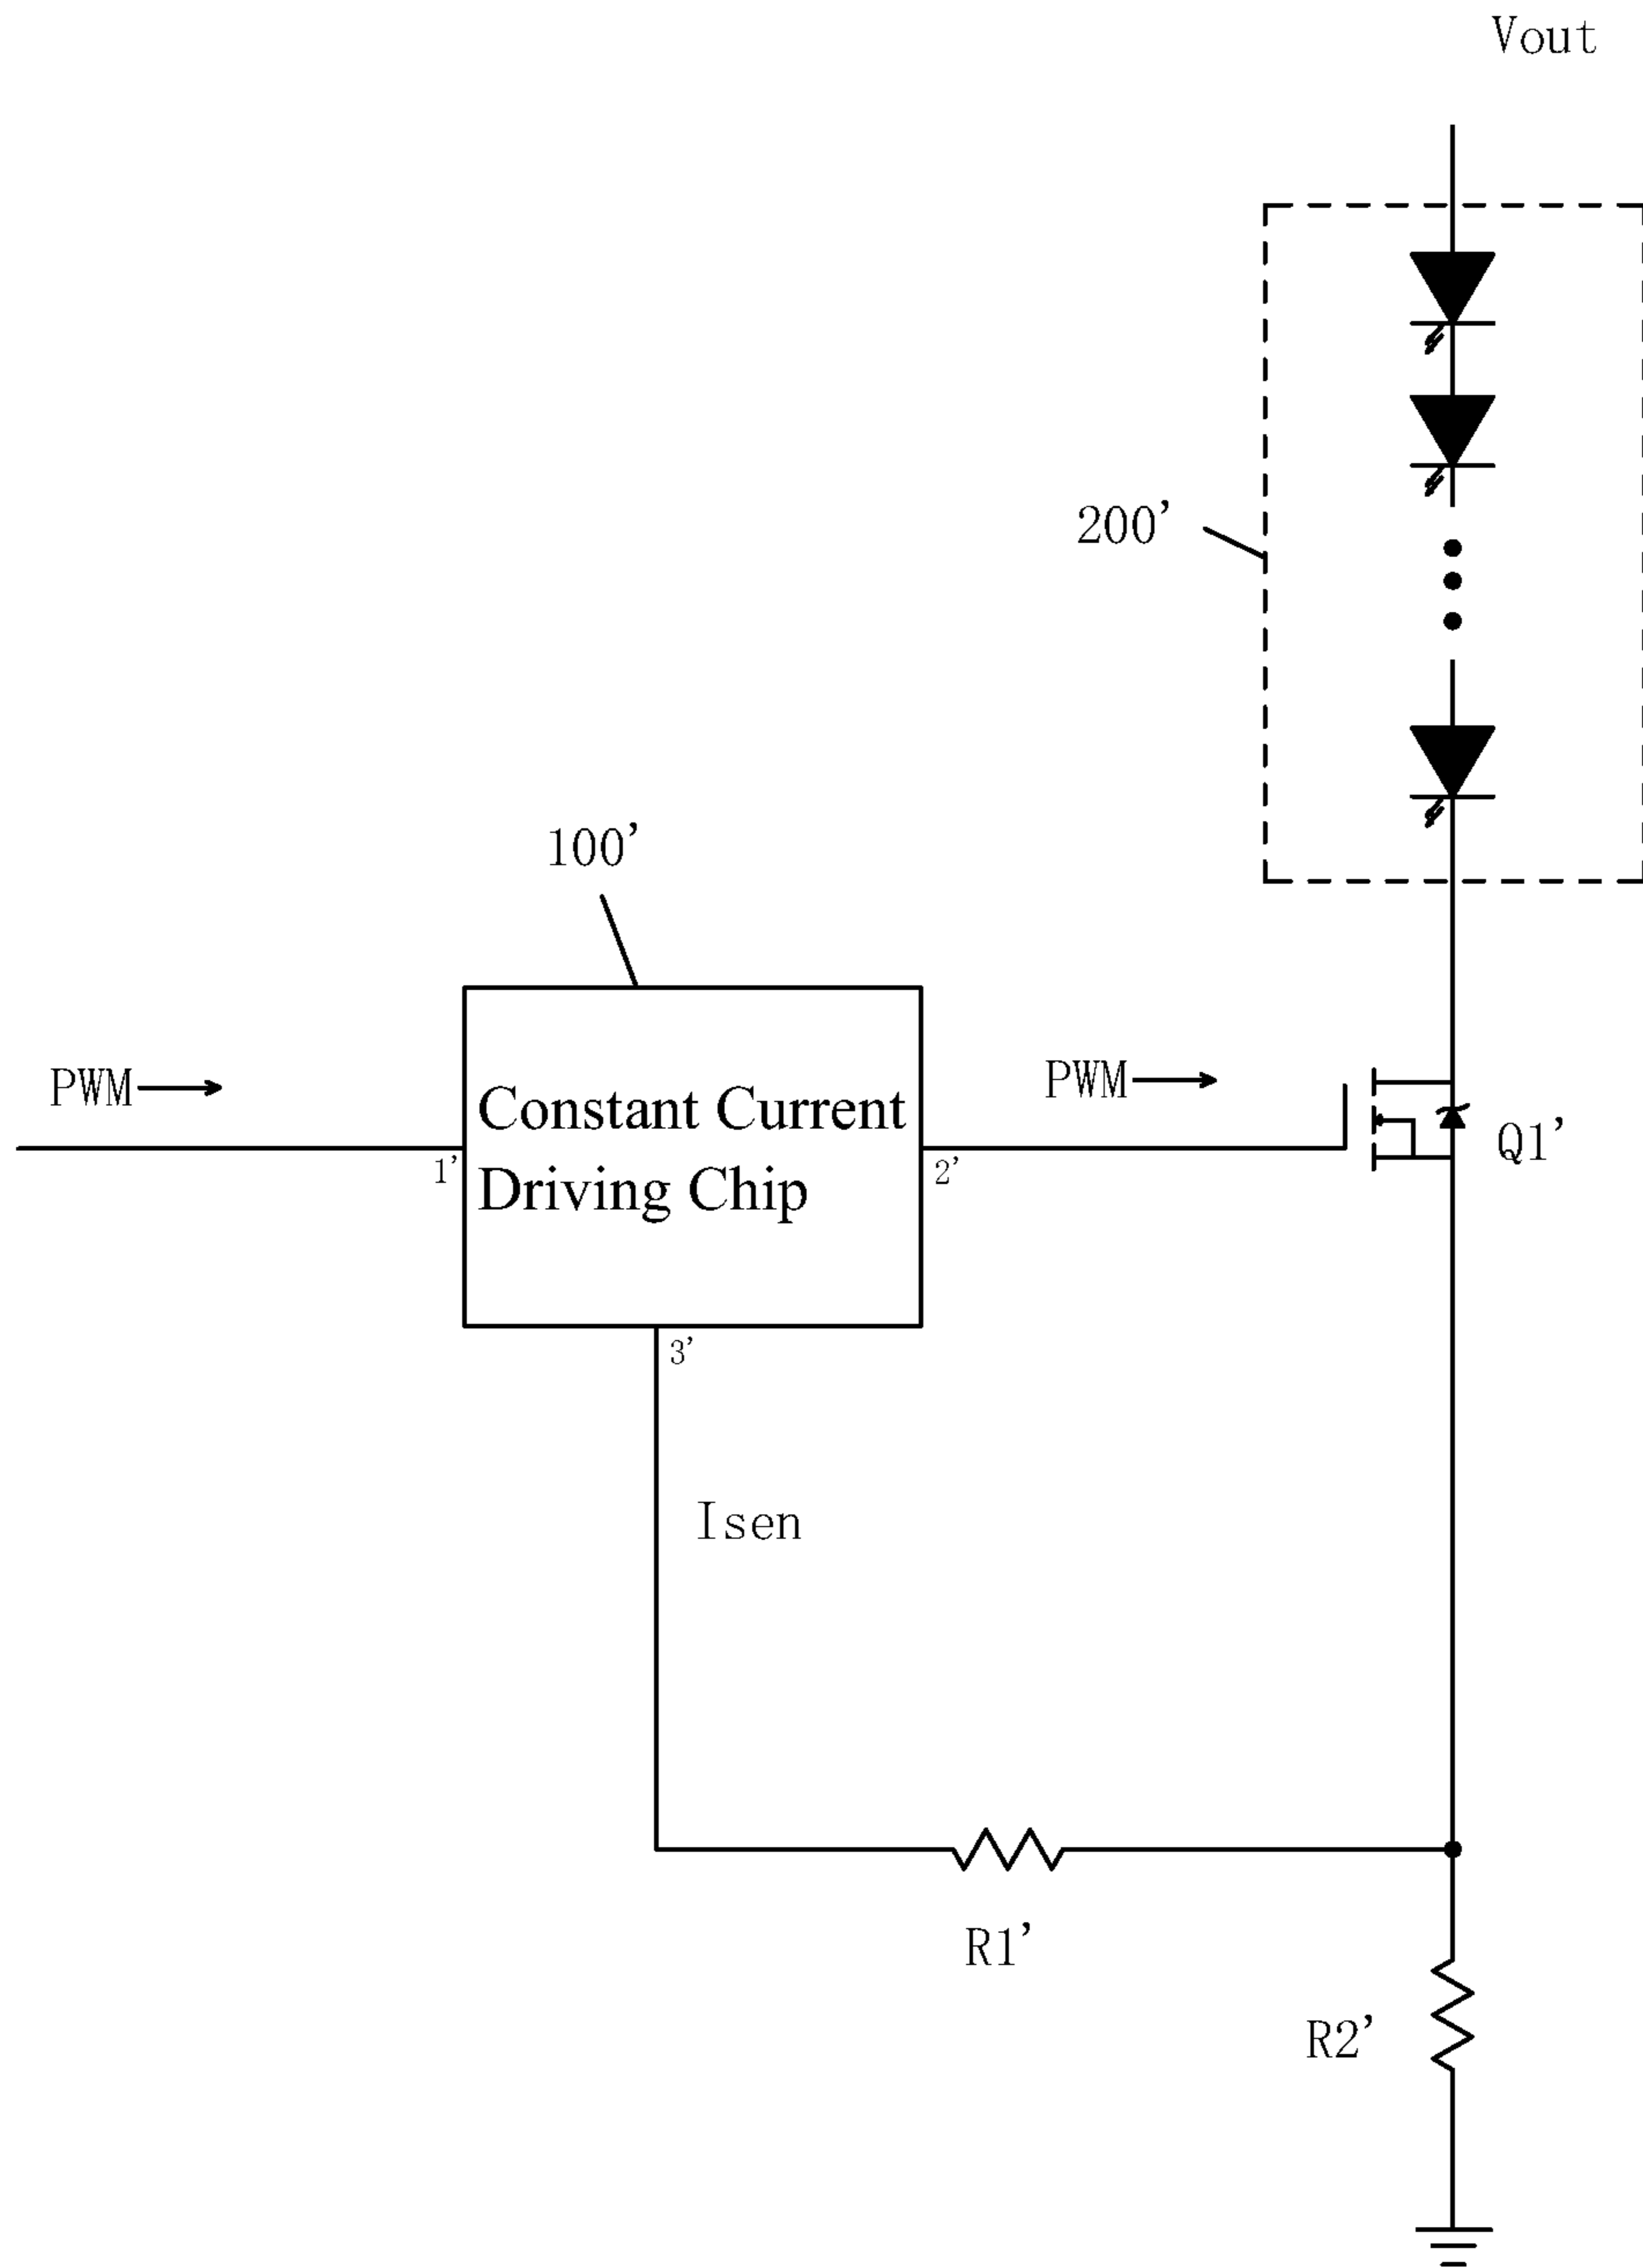 Vout
200'
100'
PWM
PWM
Constant Current
Driving Chip
1'
2'
Q1'
3'
Isen
R1'
R2'